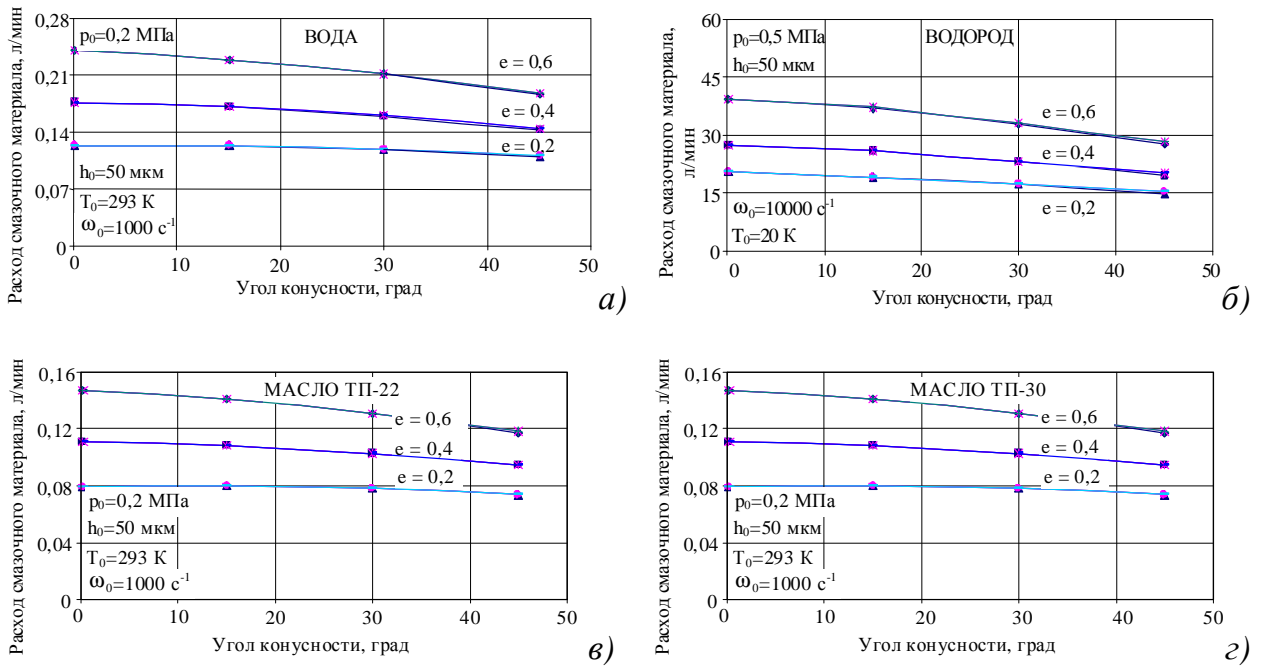 Расход смазочного материала, л/мин
0,28
0,21
0,14
0,07
0
p₀=0,2 МПа
ВОДА
e = 0,6
e = 0,4
e = 0,2
h₀=50 мкм
T₀=293 К
ω₀=1000 с⁻¹
0 10 20 30 40 50
Угол конусности, град
а)
Расход смазочного материала,
л/мин
60
45
30
15
0
p₀=0,5 МПа
ВОДОРОД
h₀=50 мкм
e = 0,6
e = 0,4
e = 0,2
ω₀=10000 с⁻¹
T₀=20 К
0 10 20 30 40 50
Угол конусности, град
б)
Расход смазочного материала, л/мин
0,16
0,12
0,08
0,04
0
МАСЛО ТП-22
e = 0,6
e = 0,4
e = 0,2
p₀=0,2 МПа
h₀=50 мкм
T₀=293 К
ω₀=1000 с⁻¹
0 10 20 30 40 50
Угол конусности, град
в)
Расход смазочного материала, л/мин
0,16
0,12
0,08
0,04
0
МАСЛО ТП-30
e = 0,6
e = 0,4
e = 0,2
p₀=0,2 МПа
h₀=50 мкм
T₀=293 К
ω₀=1000 с⁻¹
0 10 20 30 40 50
Угол конусности, град
г)